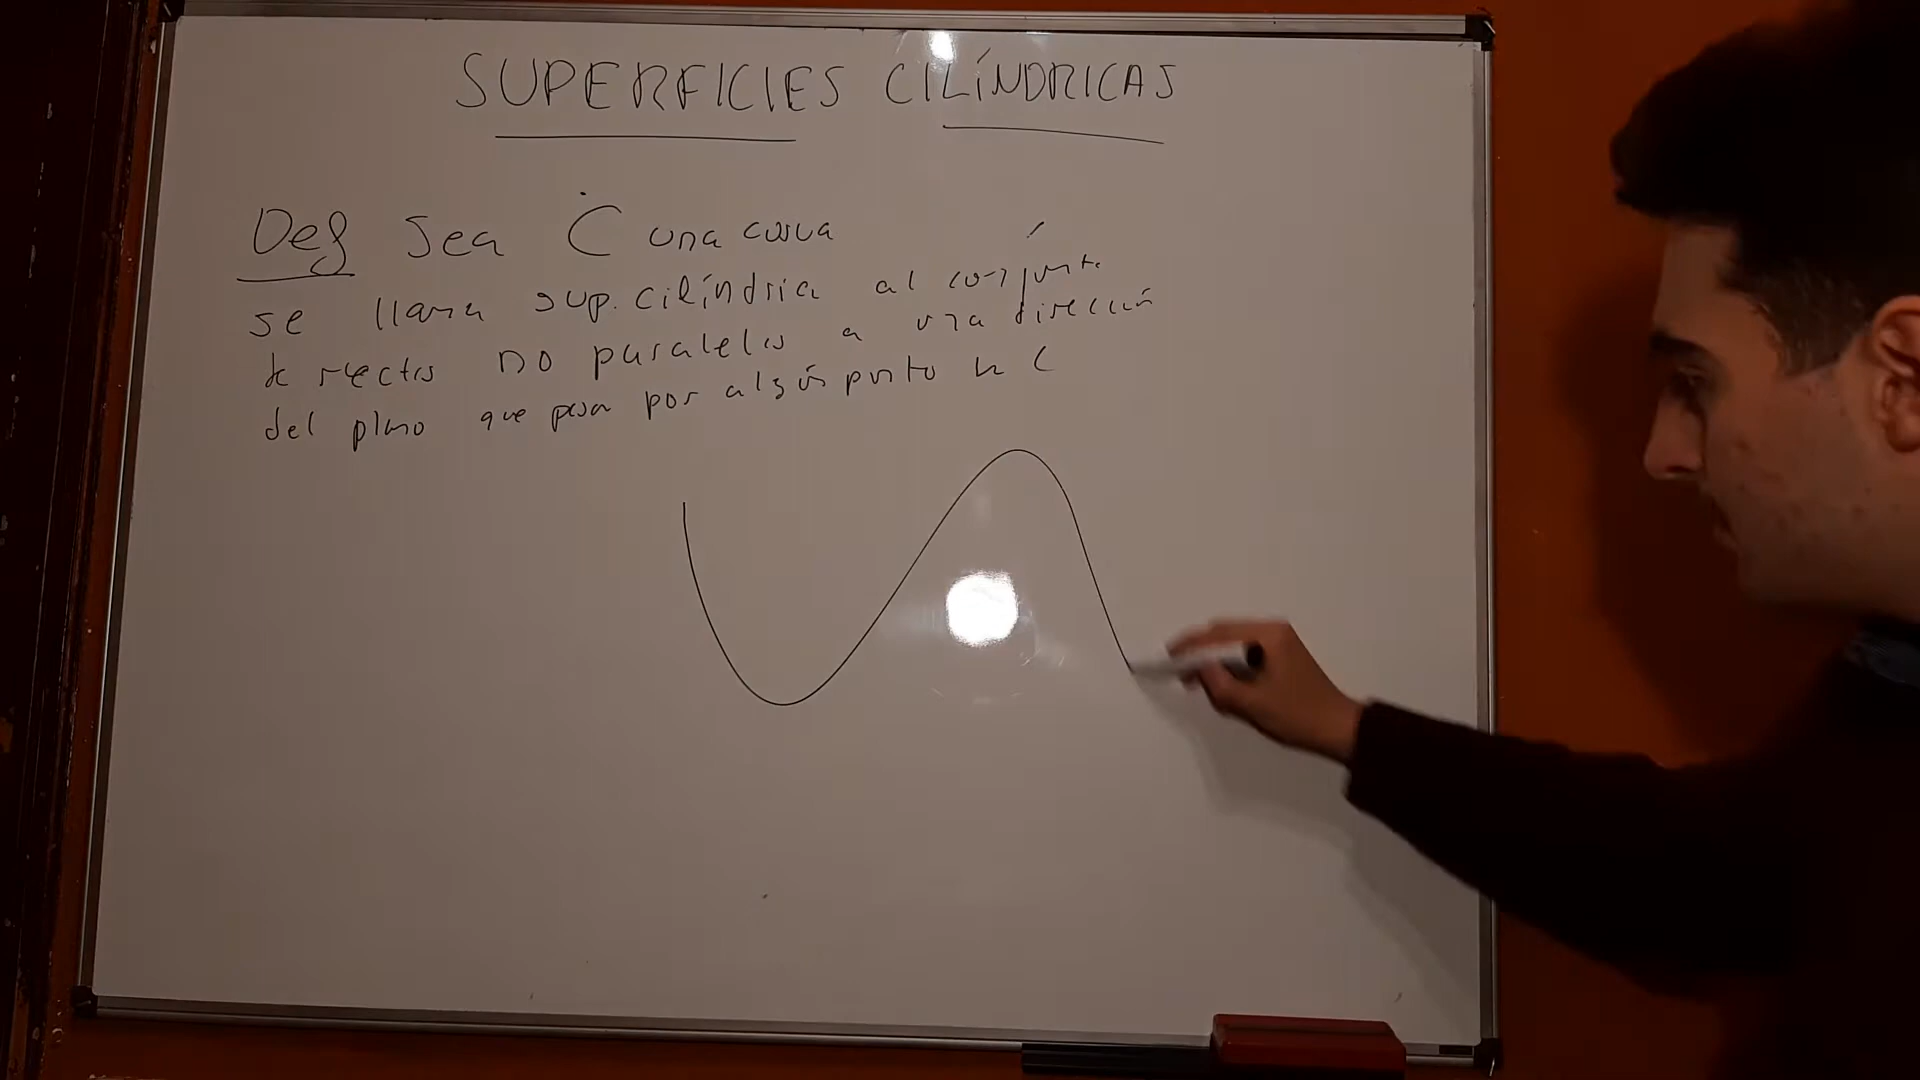 SUPERFICIES CILÍNDRICAS
Def Sea C una curva
se llama sup. cilíndrica al conjunto
de rectas no paralelas a una dirección
del plano que pasa por algún punto de C